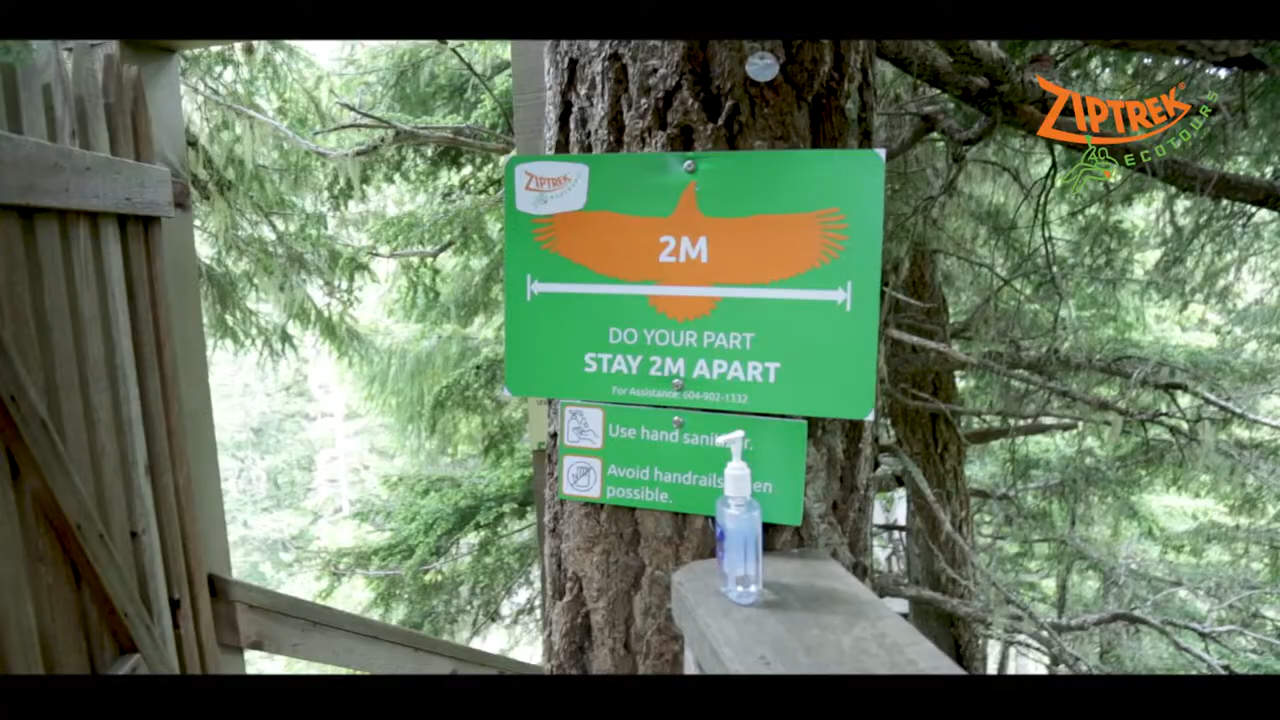 ZIPTREK
ECOTOURS
ZIPTREK
2M
DO YOUR PART
STAY 2M APART
For Assistance: 604-902-1332
Use hand
Avoid handrails
possible.